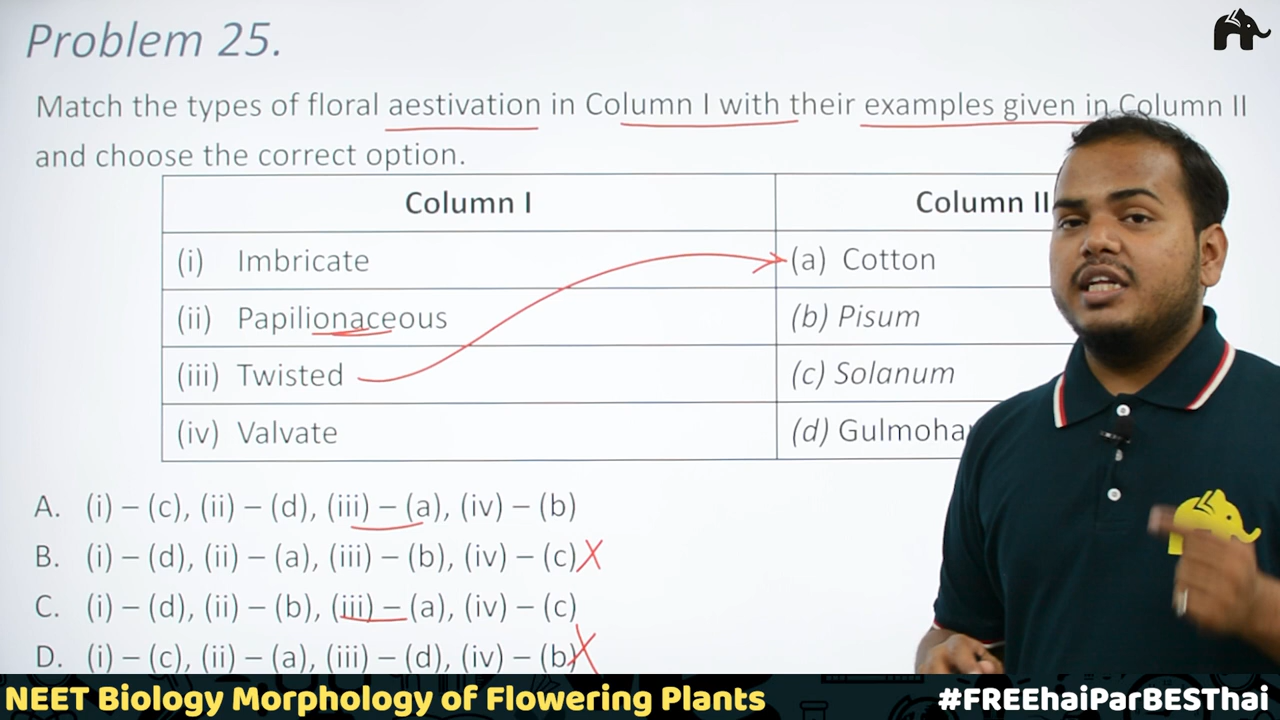 Problem 25.
Match the types of floral aestivation in Column I with their examples given in Column II
and choose the correct option.
Column I Column II
(i) Imbricate (a) Cotton
(ii) Papilionaceous (b) Pisum
(iii) Twisted (c) Solanum
(iv) Valvate (d)
A. (i) – (c), (ii) – (d), (iii) – (a), (iv) – (b)
B. (i) – (d), (ii) – (a), (iii) – (b), (iv) – (c)
C. (i) – (d), (ii) – (b), (iii) – (a), (iv) – (c)
D. (i) – (c), (ii) – (a), (iii) – (d), (iv) – (b)
NEET Biology Morphology of Flowering Plants #FREEhaiParBESThai